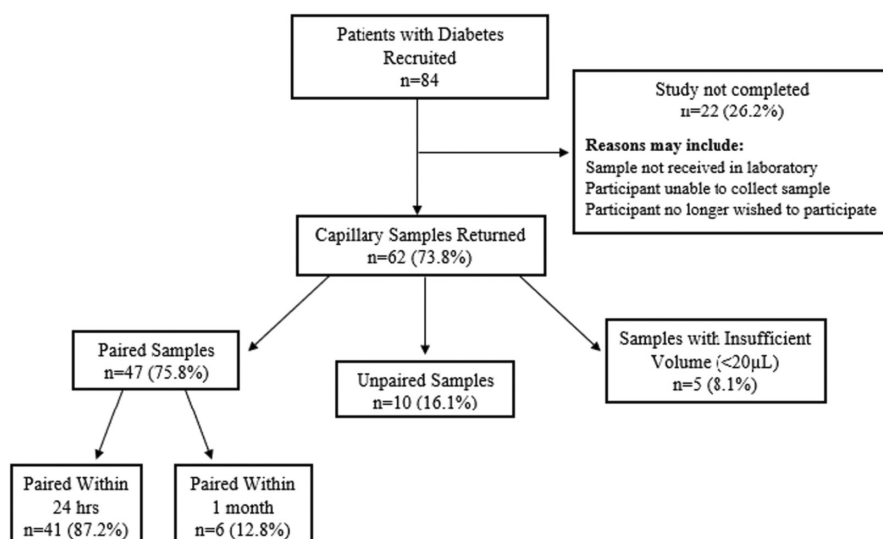 Patients with Diabetes
Recruited
n=84
Study not completed
n=22 (26.2%)
Reasons may include:
Sample not received in laboratory
Participant unable to collect sample
Participant no longer wished to participate
Capillary Samples Returned
n=62 (73.8%)
Paired Samples
n=47 (75.8%)
Unpaired Samples
n=10 (16.1%)
Samples with Insufficient
Volume (<20µL)
n=5 (8.1%)
Paired Within
24 hrs
n=41 (87.2%)
Paired Within
1 month
n=6 (12.8%)